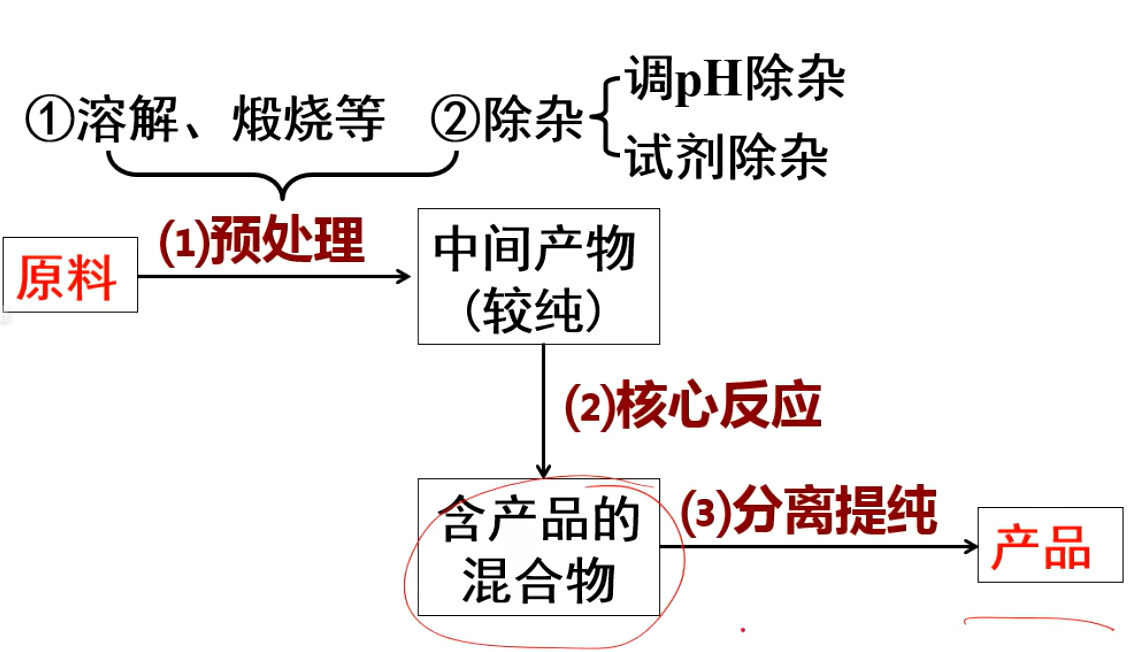 ①溶解、煅烧等
②除杂
调pH除杂
试剂除杂
(1)预处理
原料
中间产物
(较纯)
(2)核心反应
含产品的
混合物
(3)分离提纯
产品